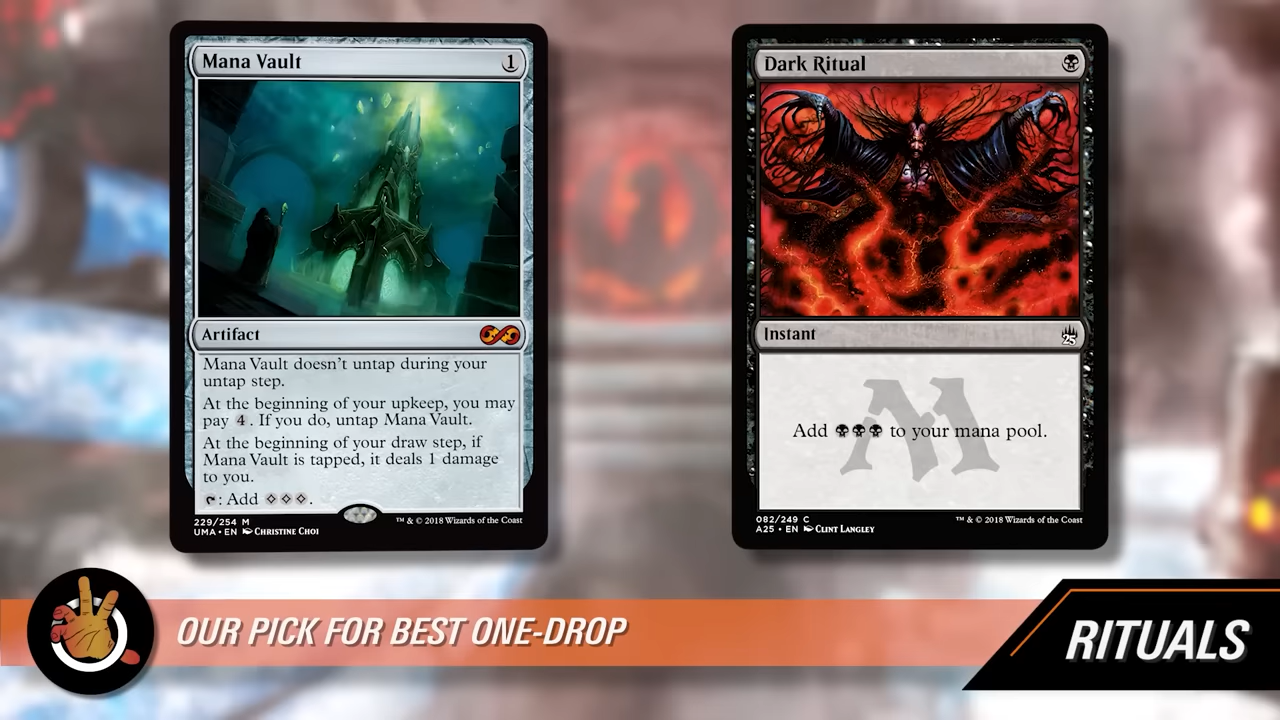 Mana Vault 1
Artifact
Mana Vault doesn't untap during your
untap step.
At the beginning of your upkeep, you may
pay 4. If you do, untap Mana Vault.
At the beginning of your draw step, if
Mana Vault is tapped, it deals 1 damage
to you.
: Add .
229/254 M
UMA • EN CHRISTINE CHOI
™ & © 2018 Wizards of the Coast
Dark Ritual
Instant
25
M
Add to your mana pool.
082/249 C
A25 • EN CLINT LANGLEY
™ & © 2018 Wizards of the Coast
OUR PICK FOR BEST ONE-DROP
RITUALS